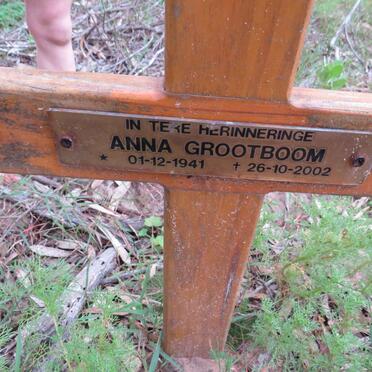 IN TERE HERINNERINGE
ANNA GROOTBOOM
* 01-12-1941 ✝ 26-10-2002